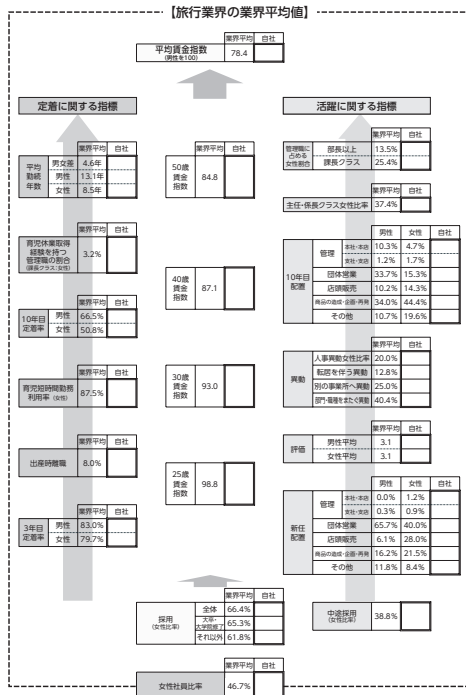 【旅行業界の業界平均値】
業界平均 自社
平均賃金指数 78.4
(男性を100)
定着に関する指標
業界平均 自社
平均勤続年数
男女差 4.6年
男性 13.1年
女性 8.5年
育児休業取得経験を持つ管理職の割合
(課長クラス:女性)
業界平均 自社
3.2%
業界平均 自社
10年目定着率
男性 66.5%
女性 50.8%
業界平均 自社
育児短時間勤務利用率(女性) 87.5%
業界平均 自社
出産時離職 8.0%
業界平均 自社
3年目定着率
男性 83.0%
女性 79.7%
業界平均 自社
50歳賃金指数 84.8
業界平均 自社
40歳賃金指数 87.1
業界平均 自社
30歳賃金指数 93.0
業界平均 自社
25歳賃金指数 98.8
活躍に関する指標
業界平均 自社
管理職に占める女性割合
部長以上 13.5%
課長クラス 25.4%
業界平均 自社
主任・係長クラス女性比率 37.4%
男性 女性 自社
10年目配置
管理 本社・本店 10.3% 4.7%
支社・支店 1.2% 1.7%
団体営業 33.7% 15.3%
店頭販売 10.2% 14.3%
商品の造成・企画・再発 34.0% 44.4%
その他 10.7% 19.6%
業界平均 自社
異動
人事異動女性比率 20.0%
転居を伴う異動 12.8%
別の事業所へ異動 25.0%
部門・職種をまたぐ異動 40.4%
業界平均 自社
評価
男性平均 3.1
女性平均 3.1
男性 女性 自社
新任配置
管理 本社・本店 0.0% 1.2%
支社・支店 0.3% 0.9%
団体営業 65.7% 40.0%
店頭販売 6.1% 28.0%
商品の造成・企画・再発 16.2% 21.5%
その他 11.8% 8.4%
業界平均 自社
採用
(女性比率)
全体 66.4%
大卒・大学院修了 65.3%
それ以外 61.8%
業界平均 自社
中途採用
(女性比率)
38.8%
業界平均 自社
女性社員比率 46.7%